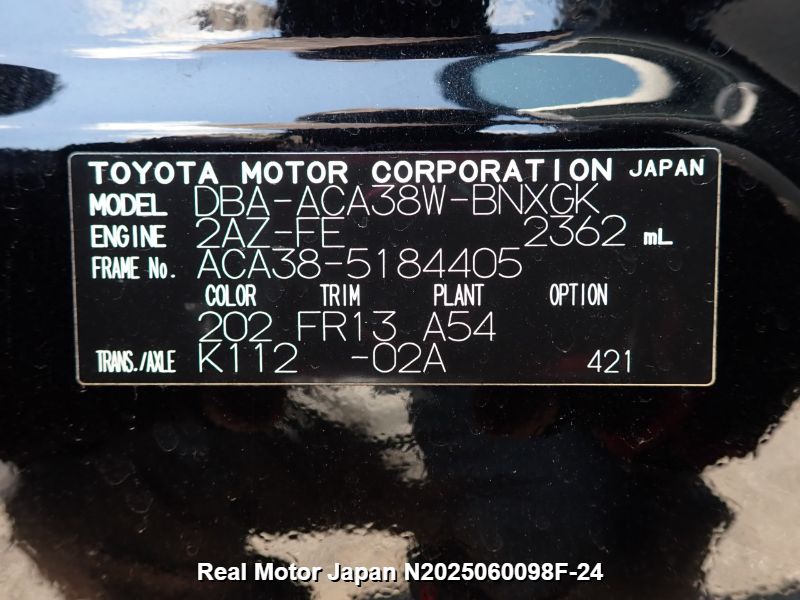 TOYOTA MOTOR CORPORATION JAPAN
MODEL DBA-ACA38W-BNXGK
ENGINE 2AZ-FE 2362 mL
FRAME No. ACA38-5184405
COLOR TRIM PLANT OPTION
202 FR13 A54
TRANS./AXLE K112 -02A 421
Real Motor Japan N2025060098F-24